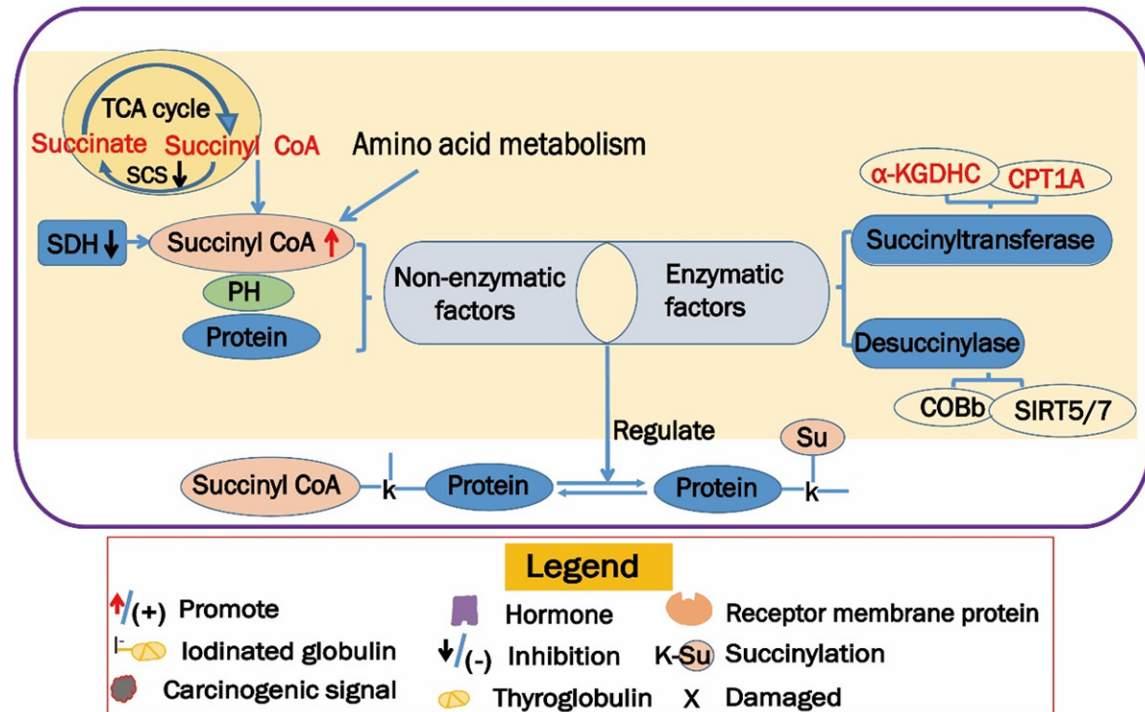 TCA cycle
Succinate Succinyl CoA
SCS
Amino acid metabolism
SDH
Succinyl CoA
PH
Protein
Non-enzymatic
factors
Enzymatic
factors
α-KGDHC
CPT1A
Succinyltransferase
Desuccinylase
COBb
SIRT5/7
Regulate
Su
Succinyl CoA
k
Protein
Protein
k
Legend
/(+) Promote
Hormone
Receptor membrane protein
I- Iodinated globulin
/(-) Inhibition
K-Su Succinylation
Carcinogenic signal
Thyroglobulin
X Damaged